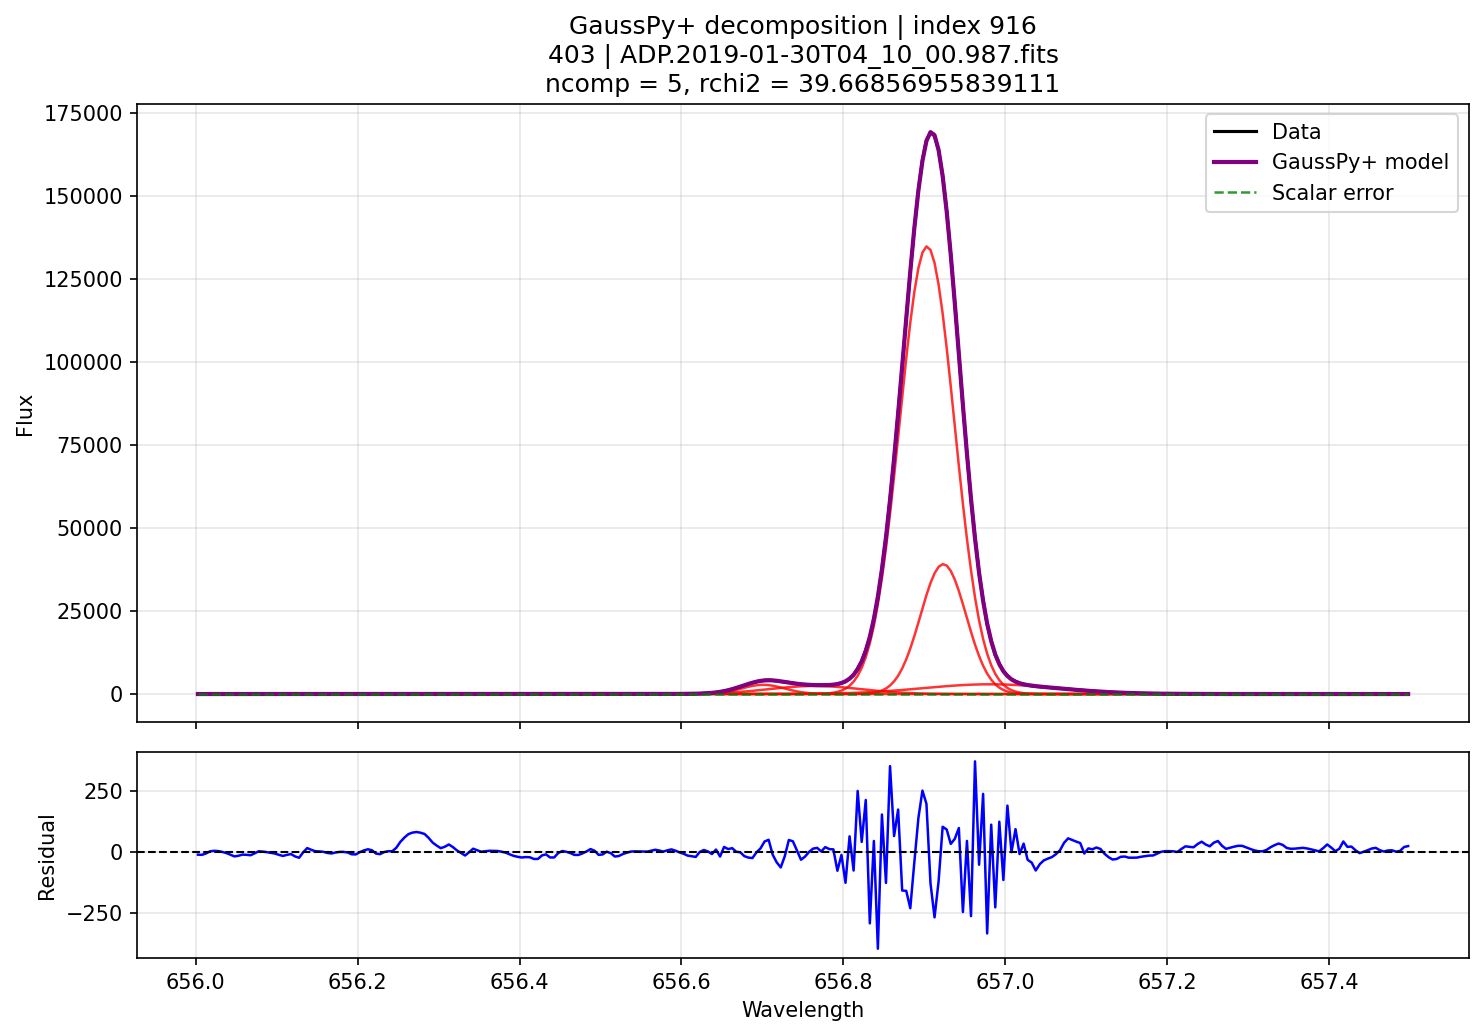 GaussPy+ decomposition | index 916
403 | ADP.2019-01-30T04_10_00.987.fits
ncomp = 5, rchi2 = 39.66856955839111
175000
150000
125000
100000
75000
50000
25000
0
Flux
Data
GaussPy+ model
Scalar error
250
0
−250
Residual
656.0
656.2
656.4
656.6
656.8
657.0
657.2
657.4
Wavelength